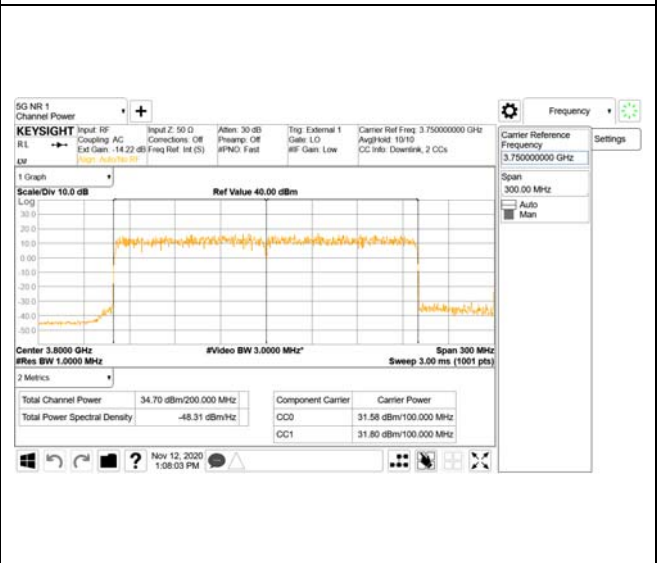 5G NR 1
Channel Power
Frequency
KEYSIGHT Input: RF Input Z: 50 Ω Atten: 30 dB Trig: External 1 Carrier Ref Freq: 3.750000000 GHz
RL Coupling: AC Corrections: Off Preamp: Off Gate: LO Avg|Hold: 10/10
Ext Gain: -14.22 dB Freq Ref: Int (S) #PNO: Fast #IF Gain: Low CC Info: Downlink, 2 CCs
Align: Auto/No RF
Carrier Reference
Frequency
3.750000000 GHz
Settings
Span
300.00 MHz
Auto
Man
1 Graph
Scale/Div 10.0 dB Ref Value 40.00 dBm
Log
30.0
20.0
10.0
0.00
-10.0
-20.0
-30.0
-40.0
-50.0
Center 3.8000 GHz #Video BW 3.0000 MHz* Span 300 MHz
#Res BW 1.0000 MHz Sweep 3.00 ms (1001 pts)
2 Metrics
Total Channel Power 34.70 dBm/200.000 MHz
Total Power Spectral Density -48.31 dBm/Hz
Component Carrier Carrier Power
CC0 31.58 dBm/100.000 MHz
CC1 31.80 dBm/100.000 MHz
? Nov 12, 2020
1:08:03 PM